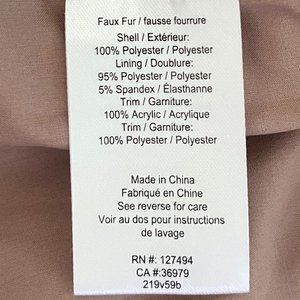 Faux Fur / fausse fourrure
Shell / Extérieur:
100% Polyester / Polyester
Lining / Doublure:
95% Polyester / Polyester
5% Spandex / Élasthanne
Trim / Garniture:
100% Acrylic / Acrylique
Trim / Garniture:
100% Polyester / Polyester
Made in China
Fabriqué en Chine
See reverse for care
Voir au dos pour instructions
de lavage
RN #: 127494
CA #:36979
219v59b